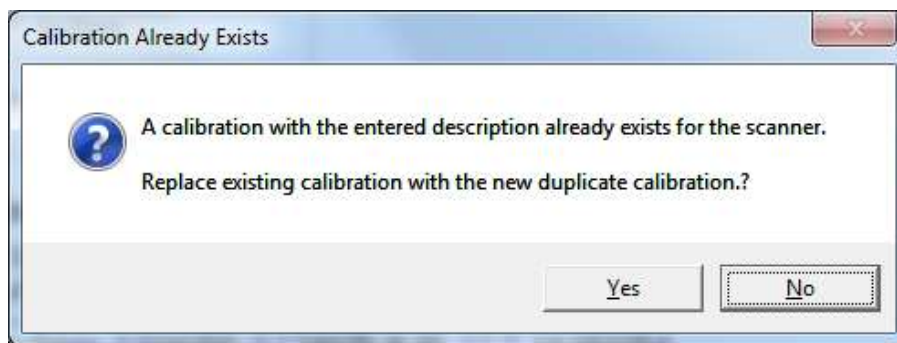 Calibration Already Exists
A calibration with the entered description already exists for the scanner.
Replace existing calibration with the new duplicate calibration.?
Yes
No